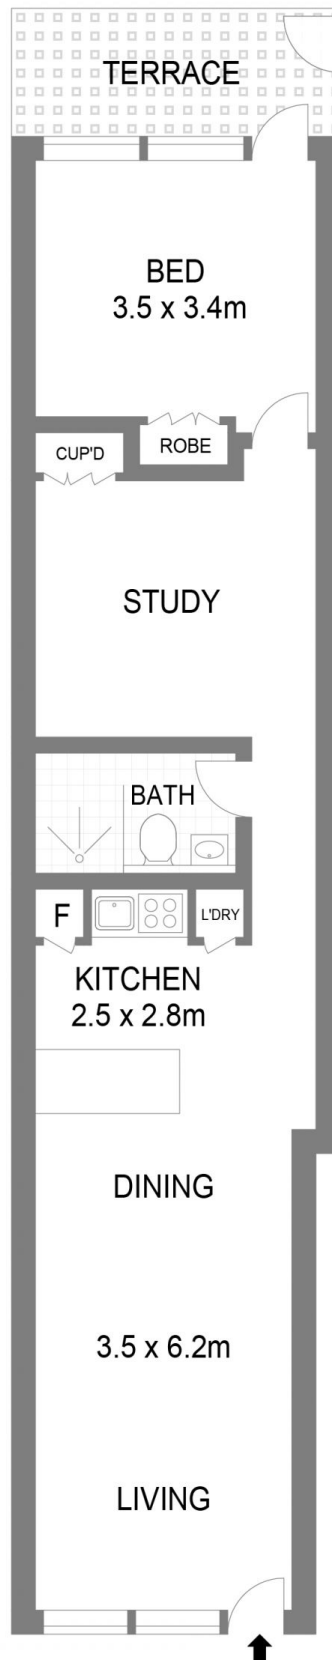 TERRACE
BED
3.5 x 3.4m
CUP'D
ROBE
STUDY
BATH
F
L'DRY
KITCHEN
2.5 x 2.8m
DINING
3.5 x 6.2m
LIVING